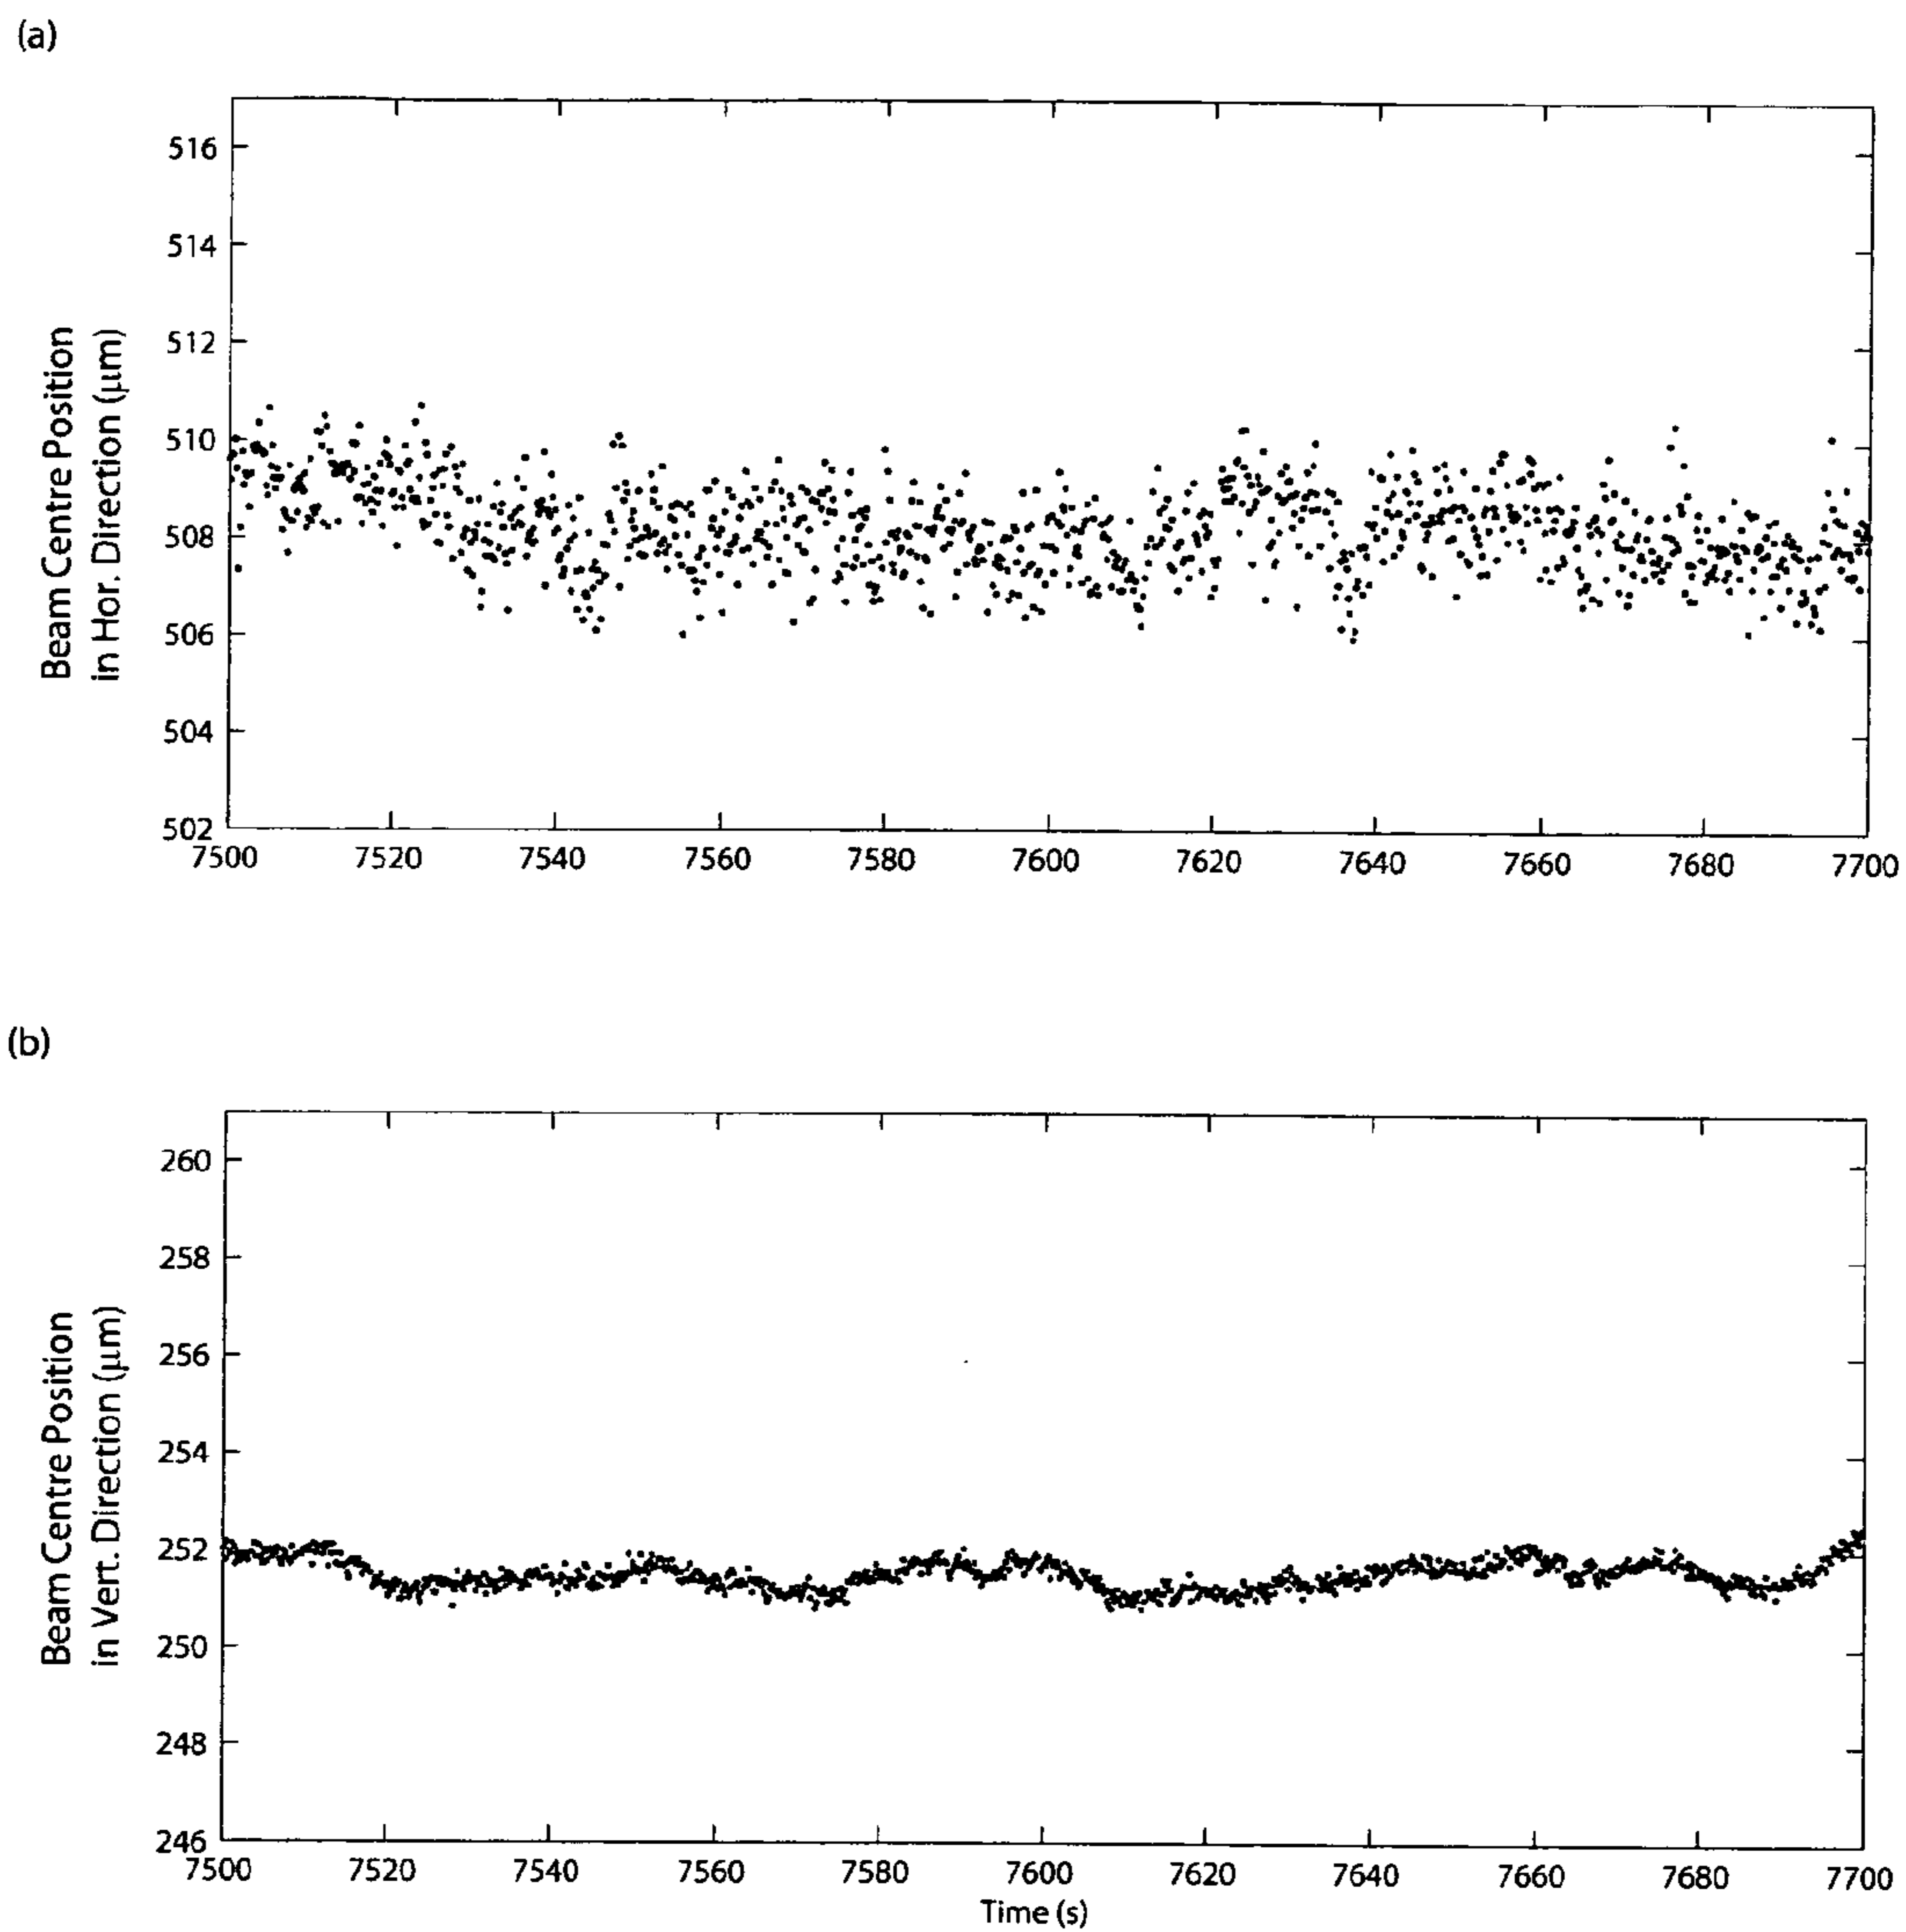 (a)
Beam Centre Position
in Hor. Direction (μm)
516
514
512
510
508
506
504
502
7500 7520 7540 7560 7580 7600 7620 7640 7660 7680 7700
(b)
Beam Centre Position
in Vert. Direction (μm)
260
258
256
254
252
250
248
246
7500 7520 7540 7560 7580 7600 7620 7640 7660 7680 7700
Time (s)